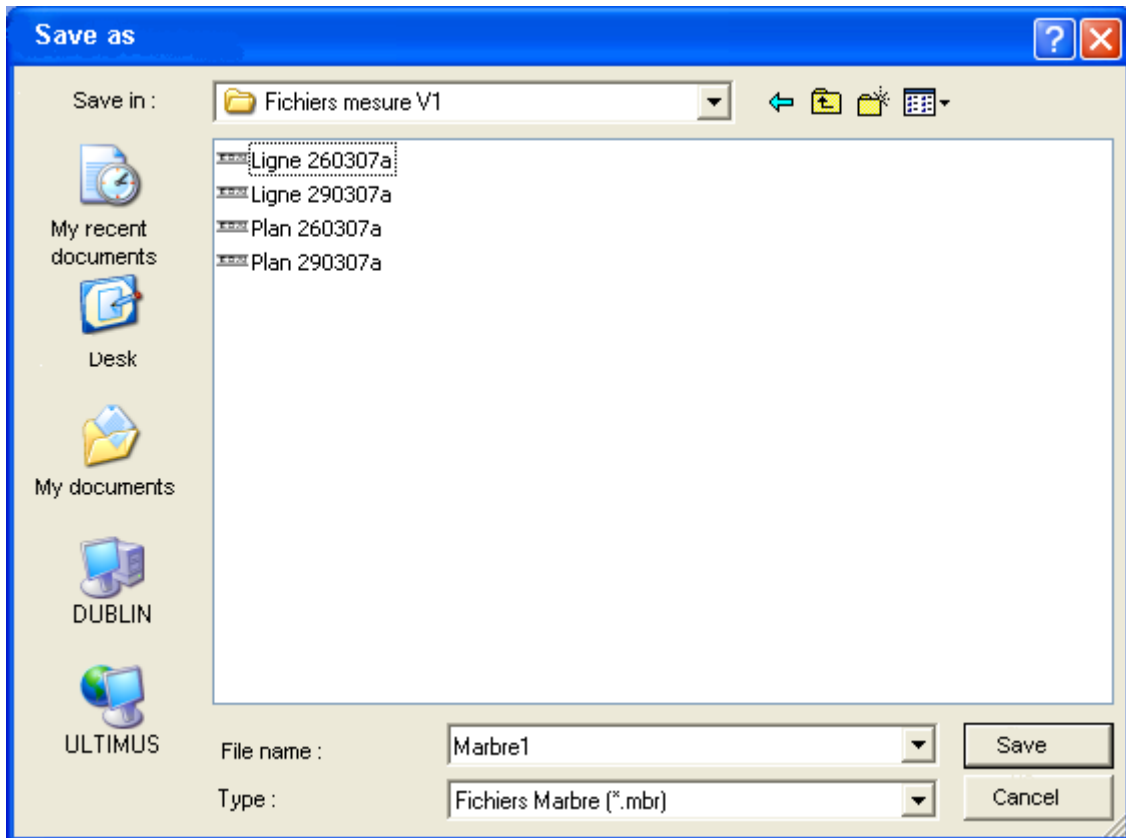 Save as
Save in :
Fichiers mesure V1
Ligne 260307a
Ligne 290307a
Plan 260307a
Plan 290307a
My recent
documents
Desk
My documents
DUBLIN
ULTIMUS
File name :
Marbre1
Save
Type :
Fichiers Marbre (*.mbr)
Cancel